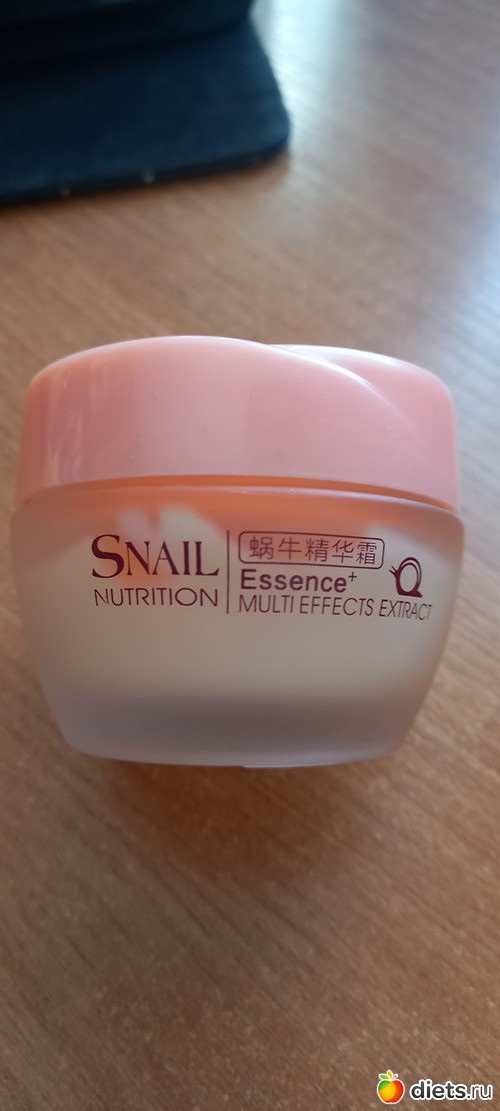 SNAIL
NUTRITION
蜗牛精华霜
Essence+
MULTI EFFECTS EXTRACT
diets.ru